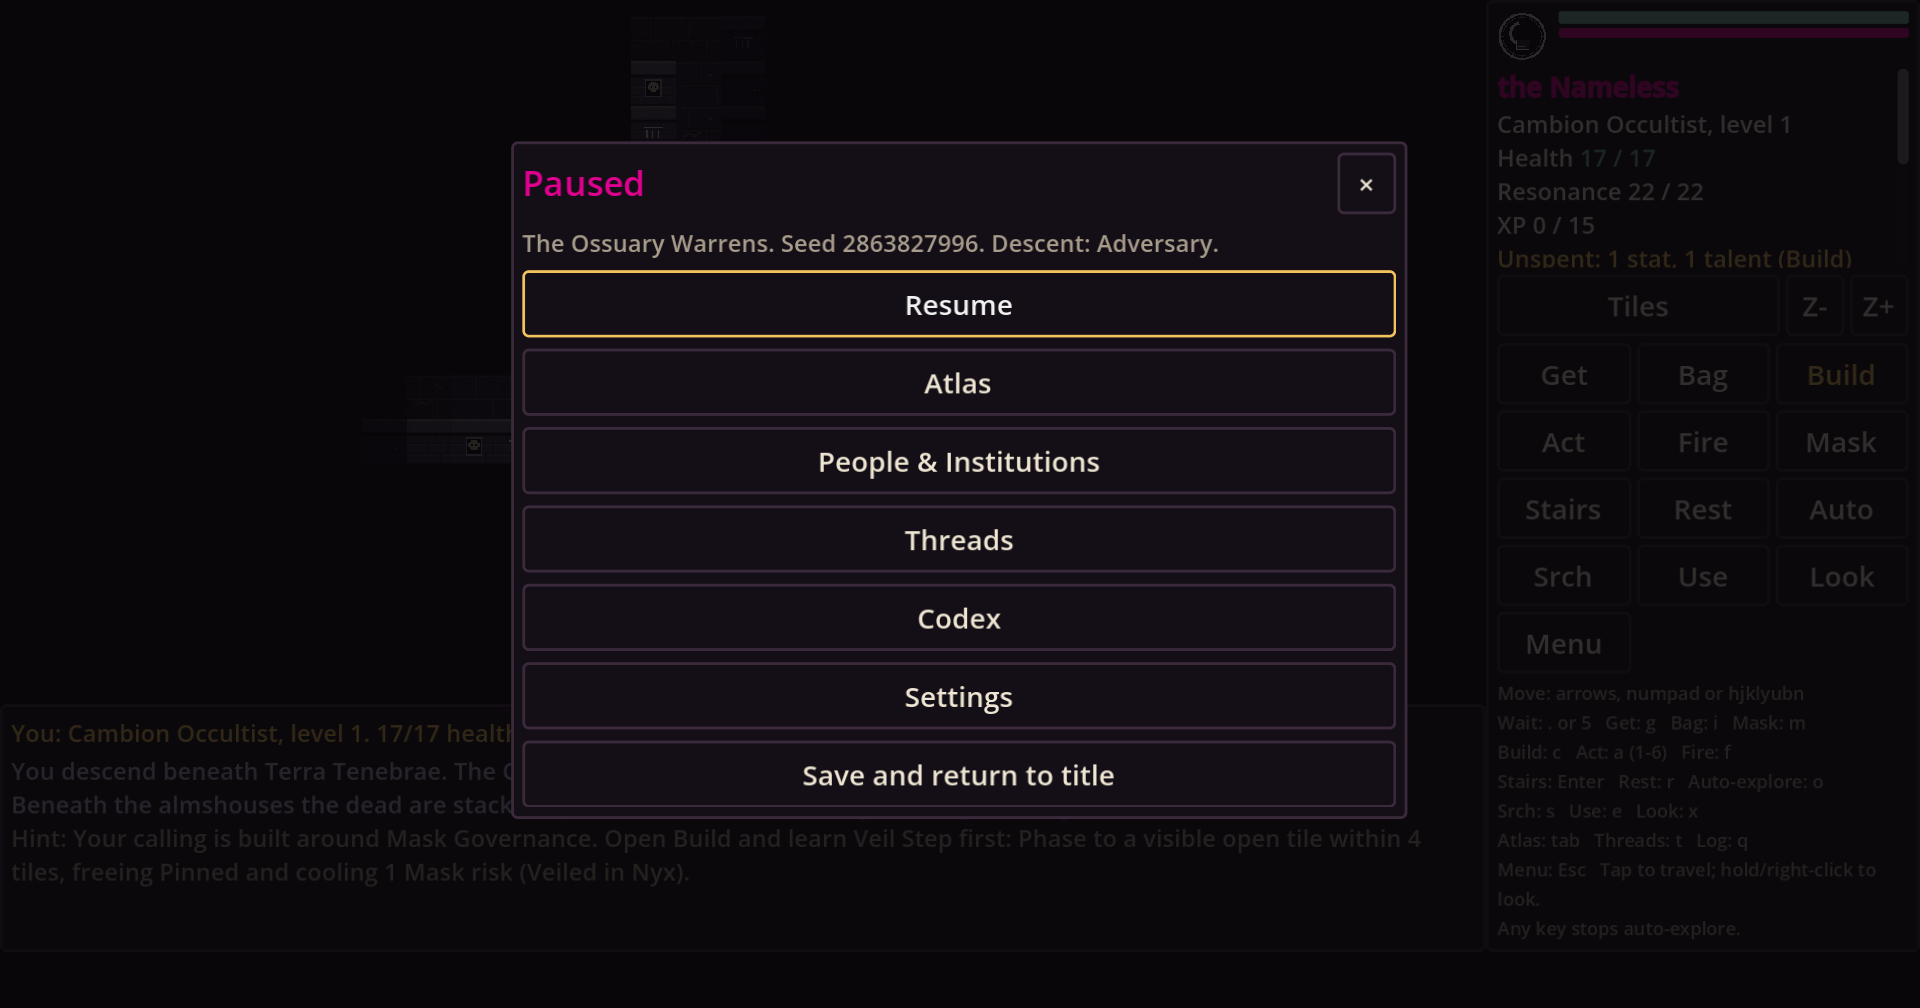 Paused
×
The Ossuary Warrens. Seed 2863827996. Descent: Adversary.
Resume
Atlas
People & Institutions
Threads
Codex
Settings
Save and return to title
You: Cambion Occultist, level 1. 17/17 health
You descend beneath Terra Tenebrae. The
Beneath the almshouses the dead are stack
Hint: Your calling is built around Mask Governance. Open Build and learn Veil Step first: Phase to a visible open tile within 4
tiles, freeing Pinned and cooling 1 Mask risk (Veiled in Nyx).
the Nameless
Cambion Occultist, level 1
Health 17 / 17
Resonance 22 / 22
XP 0 / 15
Unspent: 1 stat, 1 talent (Build)
Tiles Z- Z+
Get Bag Build
Act Fire Mask
Stairs Rest Auto
Srch Use Look
Menu
Move: arrows, numpad or hjklyubn
Wait: . or 5 Get: g Bag: i Mask: m
Build: c Act: a (1-6) Fire: f
Stairs: Enter Rest: r Auto-explore: o
Srch: s Use: e Look: x
Atlas: tab Threads: t Log: q
Menu: Esc Tap to travel; hold/right-click to
look.
Any key stops auto-explore.